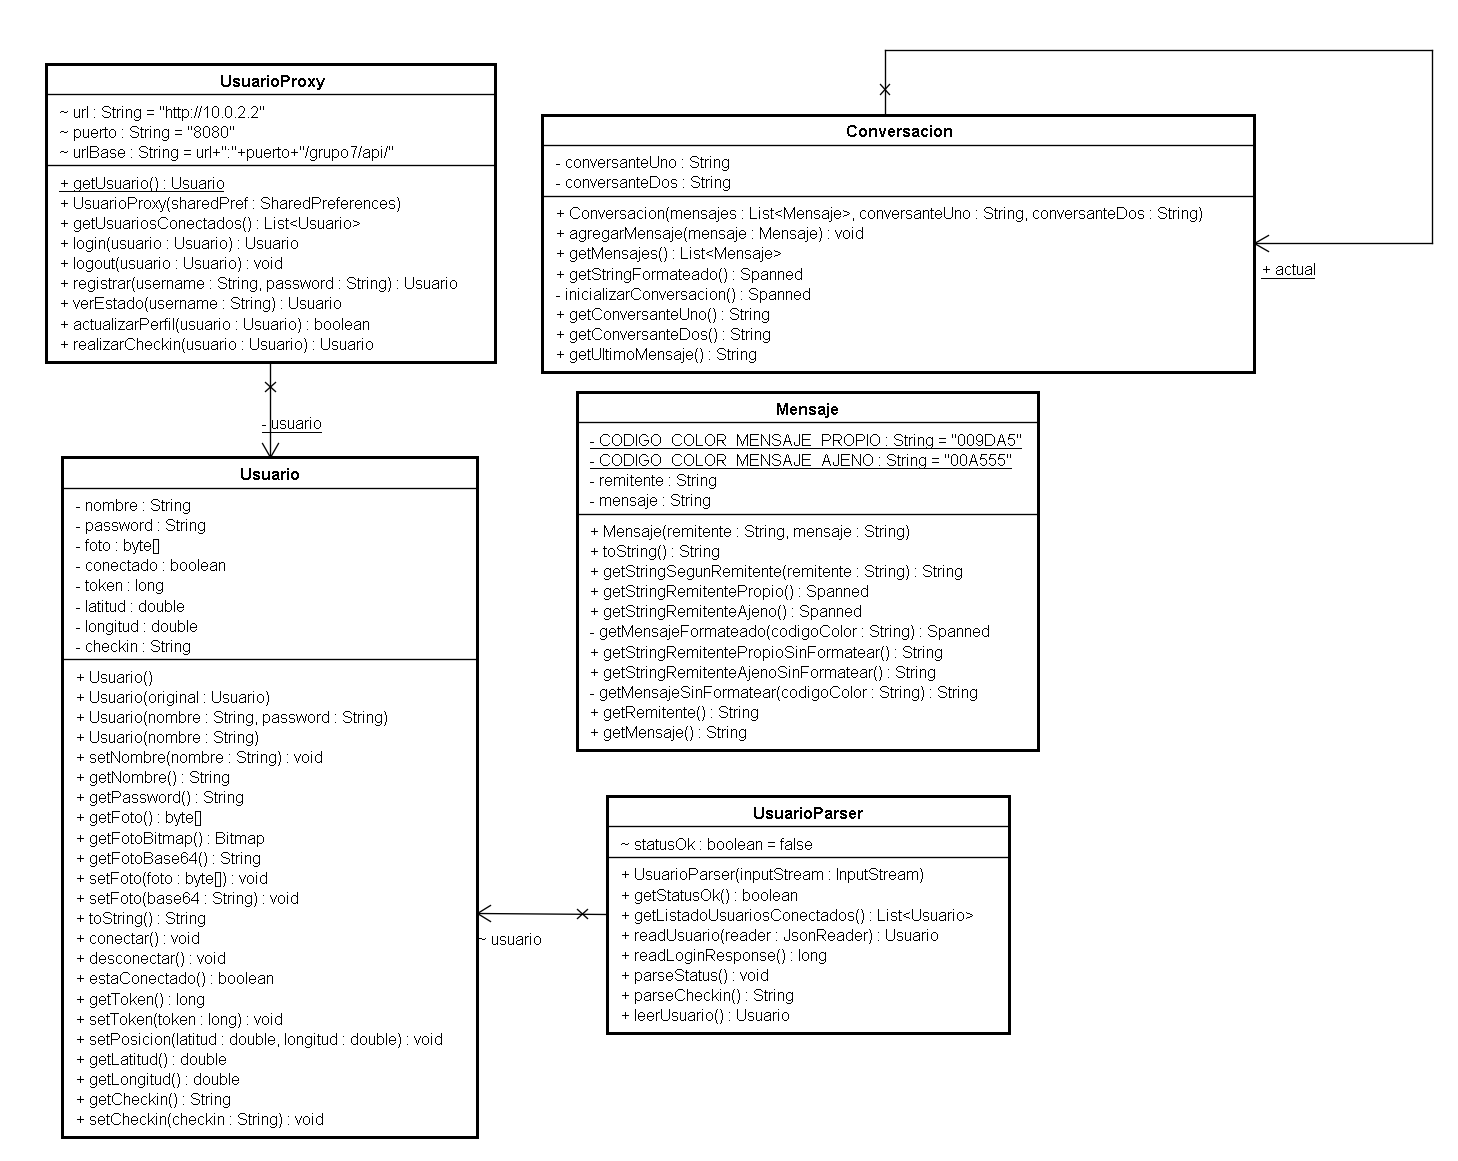 UsuarioProxy
~ url : String = "http://10.0.2.2"
~ puerto : String = "8080"
~ urlBase : String = url+":"+puerto+"/grupo7/api/"
+ getUsuario() : Usuario
+ UsuarioProxy(sharedPref : SharedPreferences)
+ getUsuariosConectados() : List<Usuario>
+ login(usuario : Usuario) : Usuario
+ logout(usuario : Usuario) : void
+ registrar(username : String, password : String) : Usuario
+ verEstado(username : String) : Usuario
+ actualizarPerfil(usuario : Usuario) : boolean
+ realizarCheckin(usuario : Usuario) : Usuario
- usuario
Conversacion
- conversanteUno : String
- conversanteDos : String
+ Conversacion(mensajes : List<Mensaje>, conversanteUno : String, conversanteDos : String)
+ agregarMensaje(mensaje : Mensaje) : void
+ getMensajes() : List<Mensaje>
+ getStringFormateado() : Spanned
- inicializarConversacion() : Spanned
+ getConversanteUno() : String
+ getConversanteDos() : String
+ getUltimoMensaje() : String
+ actual
Mensaje
- CODIGO_COLOR_MENSAJE_PROPIO : String = "009DA5"
- CODIGO_COLOR_MENSAJE_AJENO : String = "00A555"
- remitente : String
- mensaje : String
+ Mensaje(remitente : String, mensaje : String)
+ toString() : String
+ getStringSegunRemitente(remitente : String) : String
+ getStringRemitentePropio() : Spanned
+ getStringRemitenteAjeno() : Spanned
- getMensajeFormateado(codigoColor : String) : Spanned
+ getStringRemitentePropioSinFormatear() : String
+ getStringRemitenteAjenoSinFormatear() : String
- getMensajeSinFormatear(codigoColor : String) : String
+ getRemitente() : String
+ getMensaje() : String
Usuario
- nombre : String
- password : String
- foto : byte[]
- conectado : boolean
- token : long
- latitud : double
- longitud : double
- checkin : String
+ Usuario()
+ Usuario(original : Usuario)
+ Usuario(nombre : String, password : String)
+ Usuario(nombre : String)
+ setNombre(nombre : String) : void
+ getNombre() : String
+ getPassword() : String
+ getFoto() : byte[]
+ getFotoBitmap() : Bitmap
+ getFotoBase64() : String
+ setFoto(foto : byte[]) : void
+ setFoto(base64 : String) : void
+ toString() : String
+ conectar() : void
+ desconectar() : void
+ estaConectado() : boolean
+ getToken() : long
+ setToken(token : long) : void
+ setPosicion(latitud : double, longitud : double) : void
+ getLatitud() : double
+ getLongitud() : double
+ getCheckin() : String
+ setCheckin(checkin : String) : void
~ usuario
UsuarioParser
~ statusOk : boolean = false
+ UsuarioParser(inputStream : InputStream)
+ getStatusOk() : boolean
+ getListadoUsuariosConectados() : List<Usuario>
+ readUsuario(reader : JsonReader) : Usuario
+ readLoginResponse() : long
+ parseStatus() : void
+ parseCheckin() : String
+ leerUsuario() : Usuario